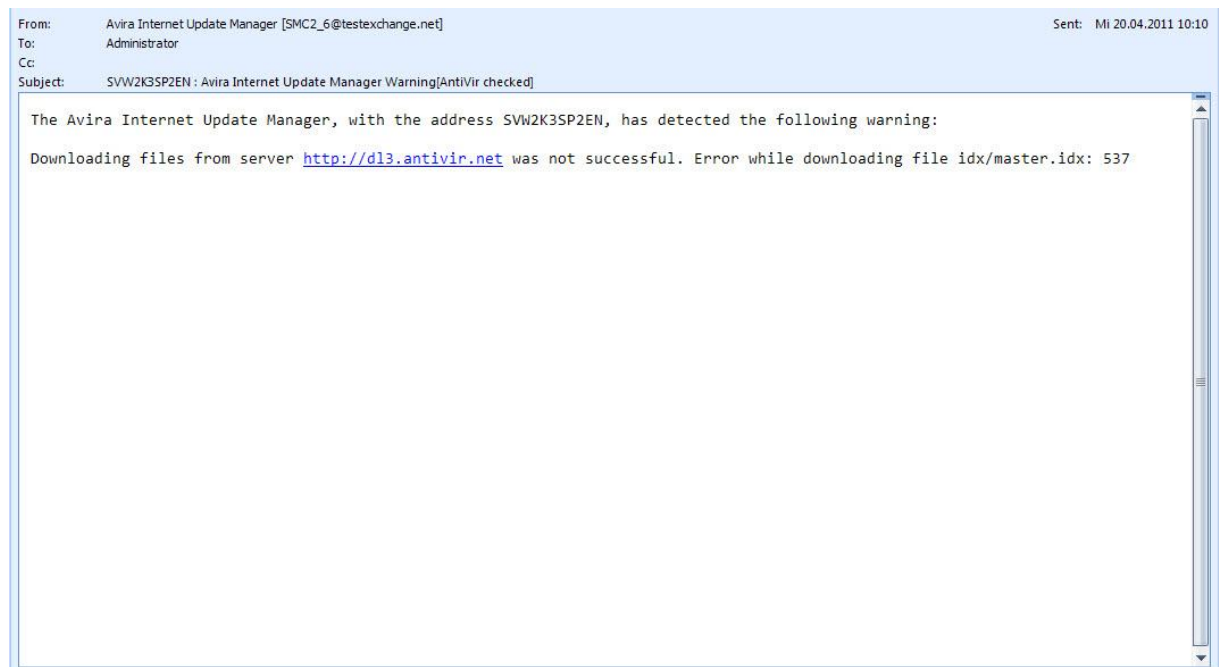 From: Avira Internet Update Manager [SMC2_6@testexchange.net] Sent: Mi 20.04.2011 10:10
To: Administrator
Cc:
Subject: SVW2K3SP2EN : Avira Internet Update Manager Warning[AntiVir checked]
The Avira Internet Update Manager, with the address SVW2K3SP2EN, has detected the following warning:
Downloading files from server http://dl3.antivir.net was not successful. Error while downloading file idx/master.idx: 537